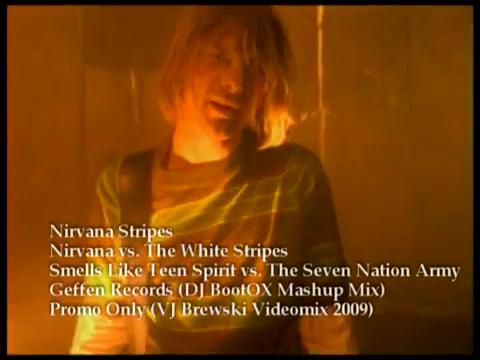 Nirvana Stripes
Nirvana vs. The White Stripes
Smells Like Teen Spirit vs. The Seven Nation Army
Geffen Records (DJ BootOX Mashup Mix)
Promo Only (VJ Brewski Videomix 2009)